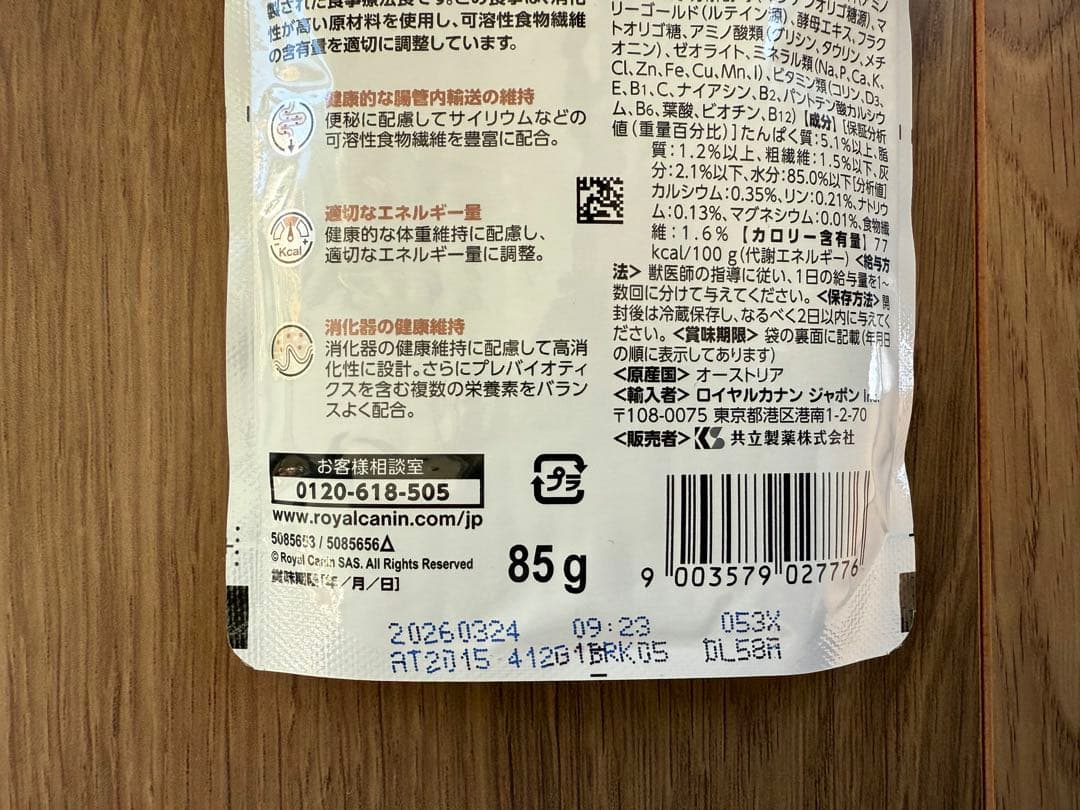 製された食事療法食です。この食事は、消化
性が高い原材料を使用し、可溶性食物繊維
の含有量を適切に調整しています。
健康的な腸管内輸送の維持
便秘に配慮してサイリウムなどの
可溶性食物繊維を豊富に配合。
Kcal
適切なエネルギー量
健康的な体重維持に配慮し、
適切なエネルギー量に調整。
消化器の健康維持
消化器の健康維持に配慮して高消
化性に設計。さらにプレバイオティ
クスを含む複数の栄養素をバラン
スよく配合。
お客様相談室
0120-618-505
www.royalcanin.com/jp
5085653 / 5085656△
© Royal Canin SAS. All Rights Reserved
賞味期限[年/月/日]
プラ
85 g
リーゴールド(ルテイン源)、酵母エキス、フラク
トオリゴ糖、アミノ酸類(グリシン、タウリン、メチ
オニン)、ゼオライト、ミネラル類(Na,P,Ca,K,
Cl,Zn,Fe,Cu,Mn,I)、ビタミン類(コリン、D3、
E、B1、C、ナイアシン、B2、パントテン酸カルシウ
ム、B6、葉酸、ビオチン、B12)【成分】[保証分析
値(重量百分比)]たんぱく質:5.1%以上、脂
質:1.2%以上、粗繊維:1.5%以下、灰
分:2.1%以下、水分:85.0%以下[分析値]
カルシウム:0.35%、リン:0.21%、ナトリウ
ム:0.13%、マグネシウム:0.01%、食物繊
維:1.6%【カロリー含有量】77
kcal/100 g(代謝エネルギー)<給与方
法>獣医師の指導に従い、1日の給与量を1~
数回に分けて与えてください。<保存方法>開
封後は冷蔵保存し、なるべく2日以内に与えてく
ださい。<賞味期限>袋の裏面に記載(年月日
の順に表示してあります)
<原産国>オーストリア
<輸入者>ロイヤルカナン ジャポン Inc.
〒108-0075 東京都港区港南1-2-70
<販売者>KS 共立製薬株式会社
9 003579 027776
20260324 09:23 053X
AT2015 412G1BRK05 DL58A